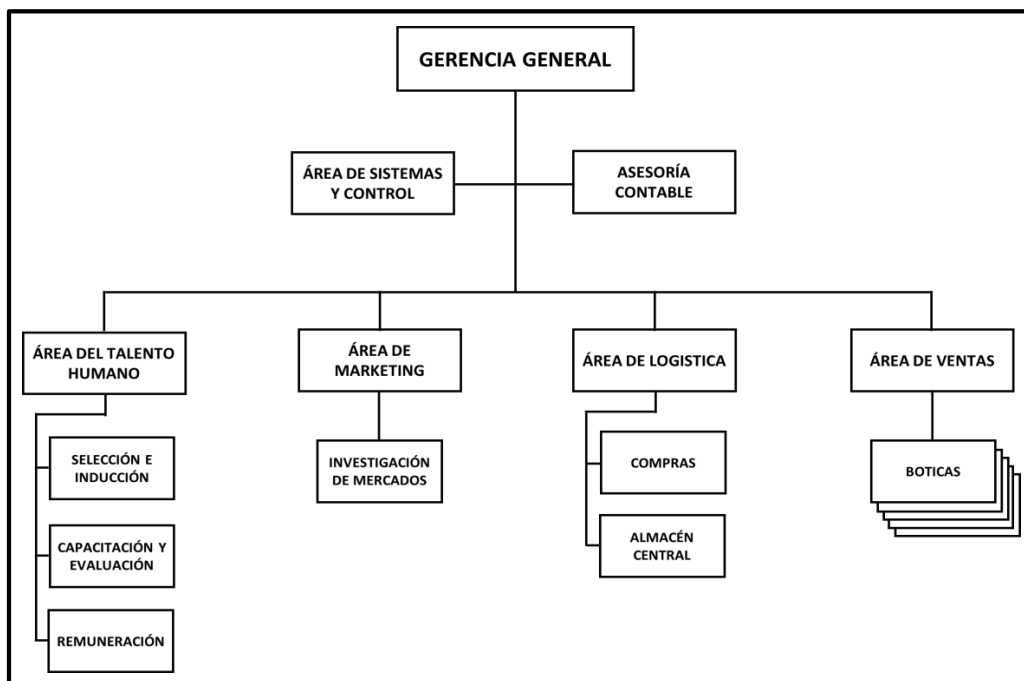 GERENCIA GENERAL
ÁREA DE SISTEMAS
Y CONTROL
ASESORÍA
CONTABLE
ÁREA DEL TALENTO
HUMANO
ÁREA DE
MARKETING
ÁREA DE LOGISTICA
ÁREA DE VENTAS
SELECCIÓN E
INDUCCIÓN
INVESTIGACIÓN
DE MERCADOS
COMPRAS
BOTICAS
CAPACITACIÓN Y
EVALUACIÓN
ALMACÉN
CENTRAL
REMUNERACIÓN